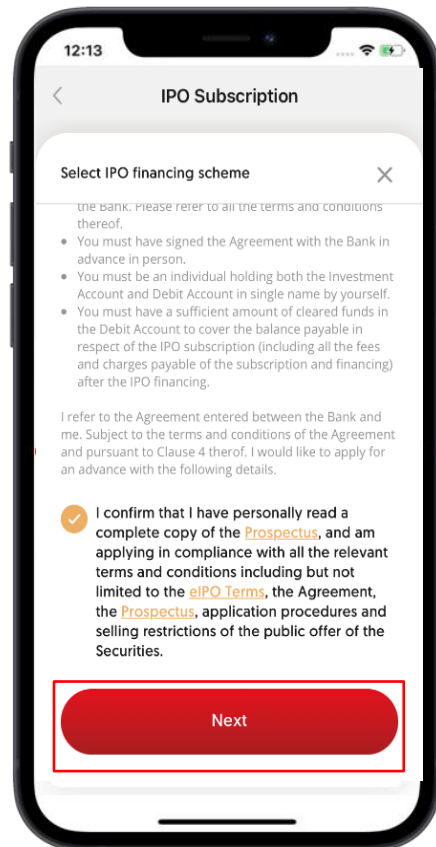 12:13
IPO Subscription
Select IPO financing scheme
the Bank. Please refer to all the terms and conditions
thereof.
• You must have signed the Agreement with the Bank in
advance in person.
• You must be an individual holding both the Investment
Account and Debit Account in single name by yourself.
• You must have a sufficient amount of cleared funds in
the Debit Account to cover the balance payable in
respect of the IPO subscription (including all the fees
and charges payable of the subscription and financing)
after the IPO financing.
I refer to the Agreement entered between the Bank and
me. Subject to the terms and conditions of the Agreement
and pursuant to Clause 4 therof. I would like to apply for
an advance with the following details.
I confirm that I have personally read a
complete copy of the Prospectus, and am
applying in compliance with all the relevant
terms and conditions including but not
limited to the eIPO Terms, the Agreement,
the Prospectus, application procedures and
selling restrictions of the public offer of the
Securities.
Next